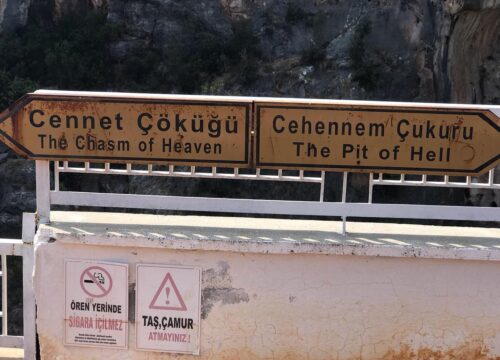 Cennet Çöküğü
The Chasm of Heaven
Cehennem Çukuru
The Pit of Hell
ÖREN YERİNDE
SİGARA İÇİLMEZ
TAŞ,ÇAMUR
ATMAYINIZ.!